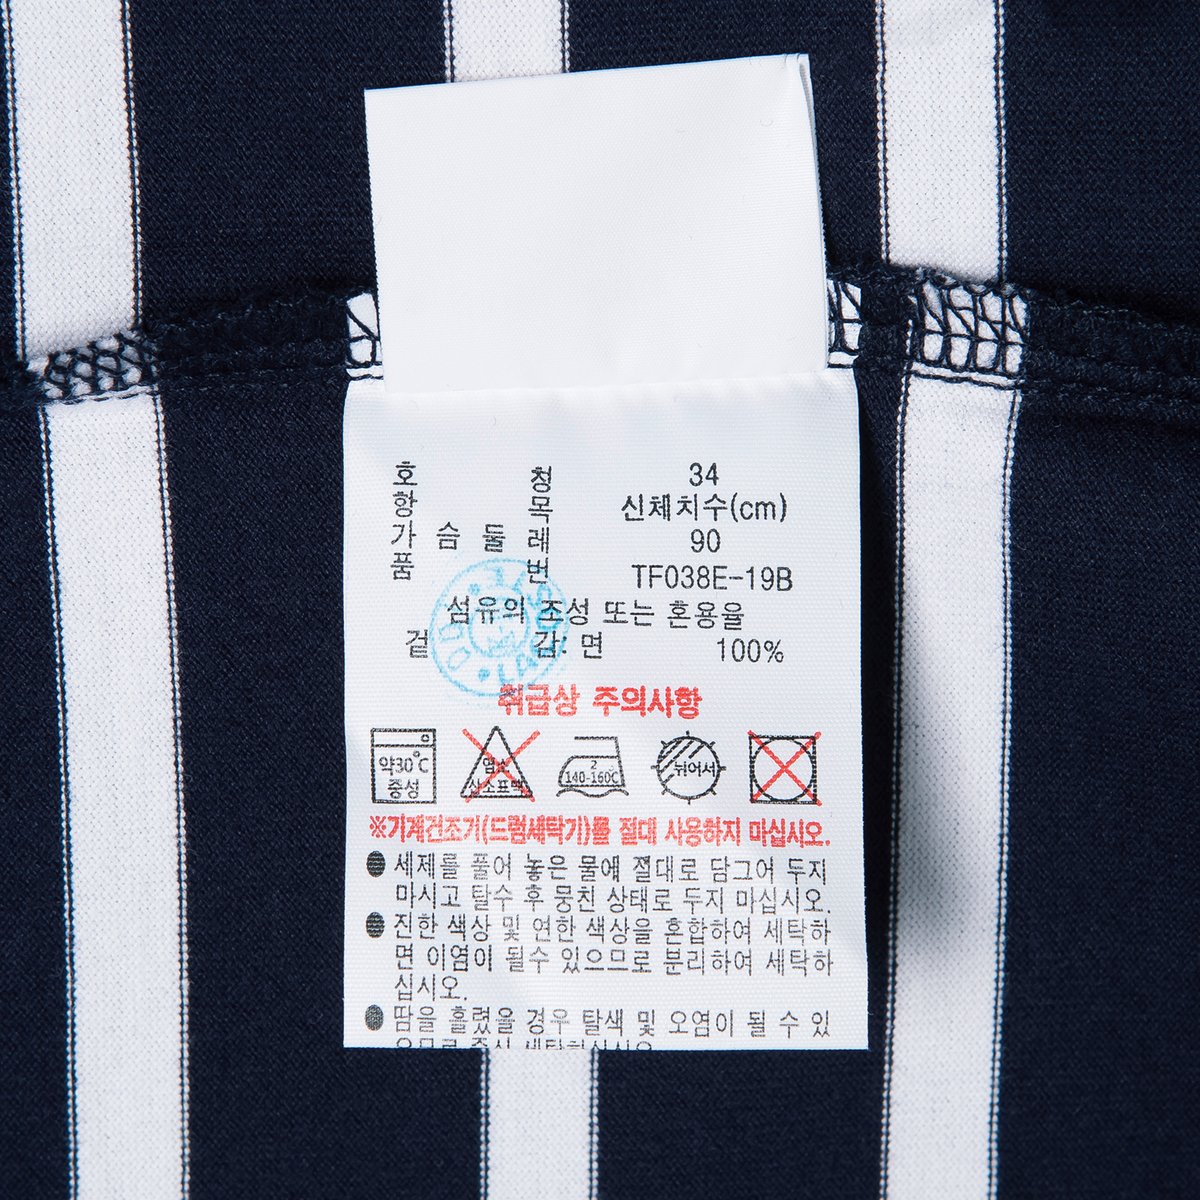 호 칭 34
항 목 신체치수(cm)
가 슴 둘 레 90
품 번 TF038E-19B
섬유의 조성 또는 혼용율
겉 감: 면 100%
취급상 주의사항
약30℃
중성
염소
산소표백
2
140-160℃
뉘어서
※기계건조기(드럼세탁기)를 절대 사용하지 마십시오.
● 세제를 풀어 놓은 물에 절대로 담그어 두지
마시고 탈수 후 뭉친 상태로 두지 마십시오.
● 진한 색상 및 연한 색상을 혼합하여 세탁하
면 이염이 될수 있으므로 분리하여 세탁하
십시오.
● 땀을 흘렸을 경우 탈색 및 오염이 될 수 있